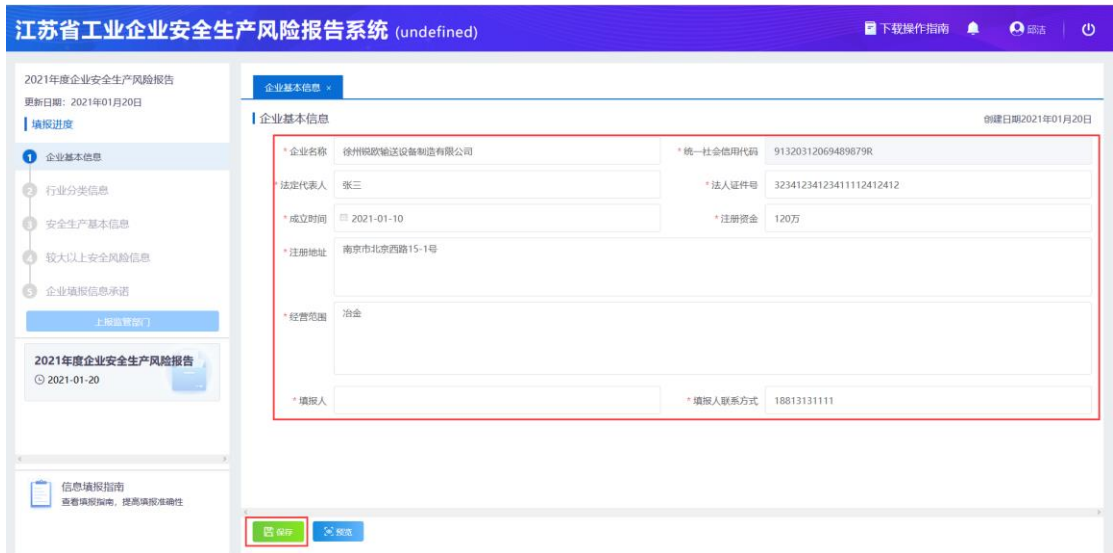 江苏省工业企业安全生产风险报告系统 (undefined)
下载操作指南
邱洁
2021年度企业安全生产风险报告
更新日期: 2021年01月20日
填报进度
1 企业基本信息
2 行业分类信息
3 安全生产基本信息
4 较大以上安全风险信息
5 企业填报信息承诺
上报监管部门
2021年度企业安全生产风险报告
2021-01-20
信息填报指南
查看填报指南，提高填报准确性
企业基本信息 ×
企业基本信息
创建日期2021年01月20日
* 企业名称 徐州锐欧输送设备制造有限公司
* 统一社会信用代码 91320312069489879R
* 法定代表人 张三
* 法人证件号 32341234123411112412412
* 成立时间 2021-01-10
* 注册资金 120万
* 注册地址 南京市北京西路15-1号
* 经营范围 冶金
* 填报人
* 填报人联系方式 18813131111
保存
预览